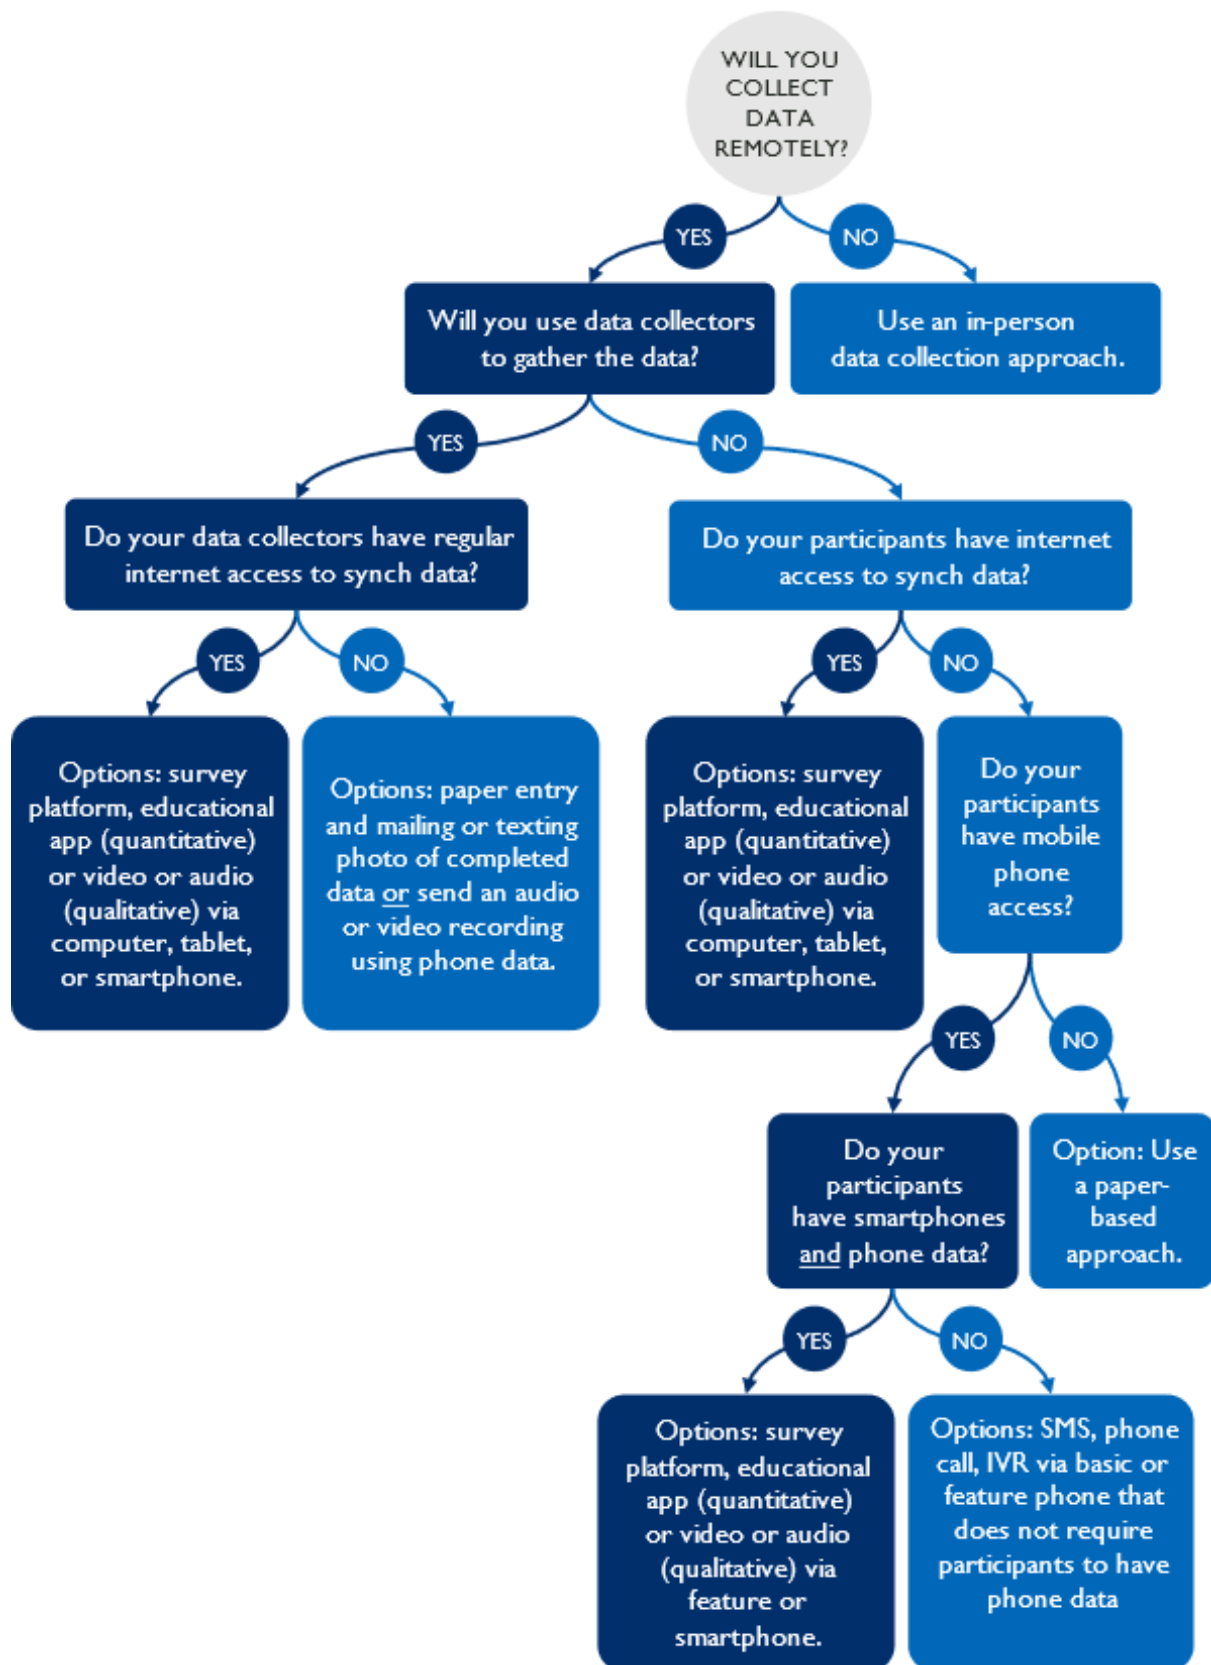 WILL YOU
COLLECT
DATA
REMOTELY?
YES
NO
Will you use data collectors
to gather the data?
Use an in-person
data collection approach.
YES
NO
Do your data collectors have regular
internet access to synch data?
Do your participants have internet
access to synch data?
YES
NO
YES
NO
Options: survey
platform, educational
app (quantitative)
or video or audio
(qualitative) via
computer, tablet,
or smartphone.
Options: paper entry
and mailing or texting
photo of completed
data or send an audio
or video recording
using phone data.
Options: survey
platform, educational
app (quantitative)
or video or audio
(qualitative) via
computer, tablet,
or smartphone.
Do your
participants
have mobile
phone
access?
YES
NO
Do your
participants
have smartphones
and phone data?
Option: Use
a paper-
based
approach.
YES
NO
Options: survey
platform, educational
app (quantitative)
or video or audio
(qualitative) via
feature or
smartphone.
Options: SMS, phone
call, IVR via basic or
feature phone that
does not require
participants to have
phone data